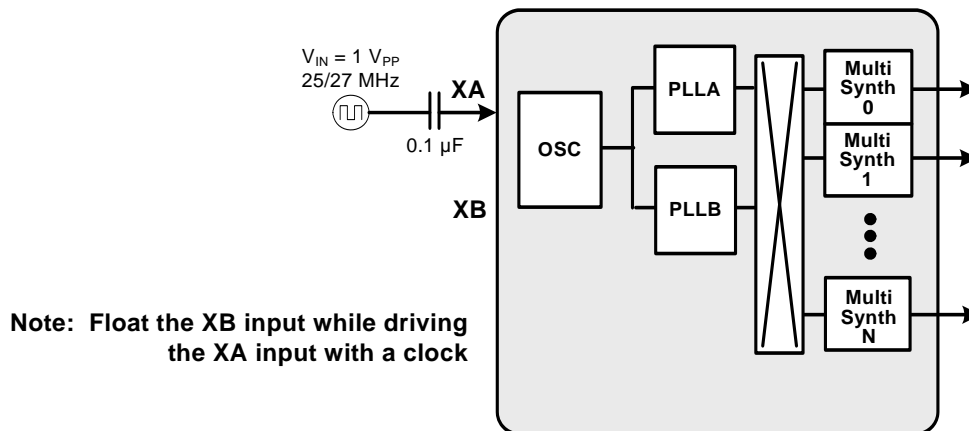 V_IN = 1 V_PP
25/27 MHz
XA
0.1 µF
XB
OSC
PLLA
PLLB
Multi
Synth
0
Multi
Synth
1
Multi
Synth
N
Note: Float the XB input while driving
the XA input with a clock